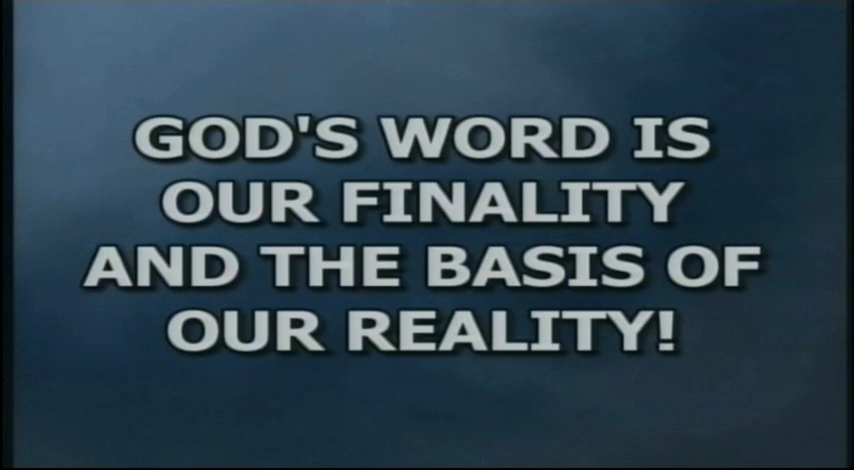 GOD'S WORD IS
OUR FINALITY
AND THE BASIS OF
OUR REALITY!